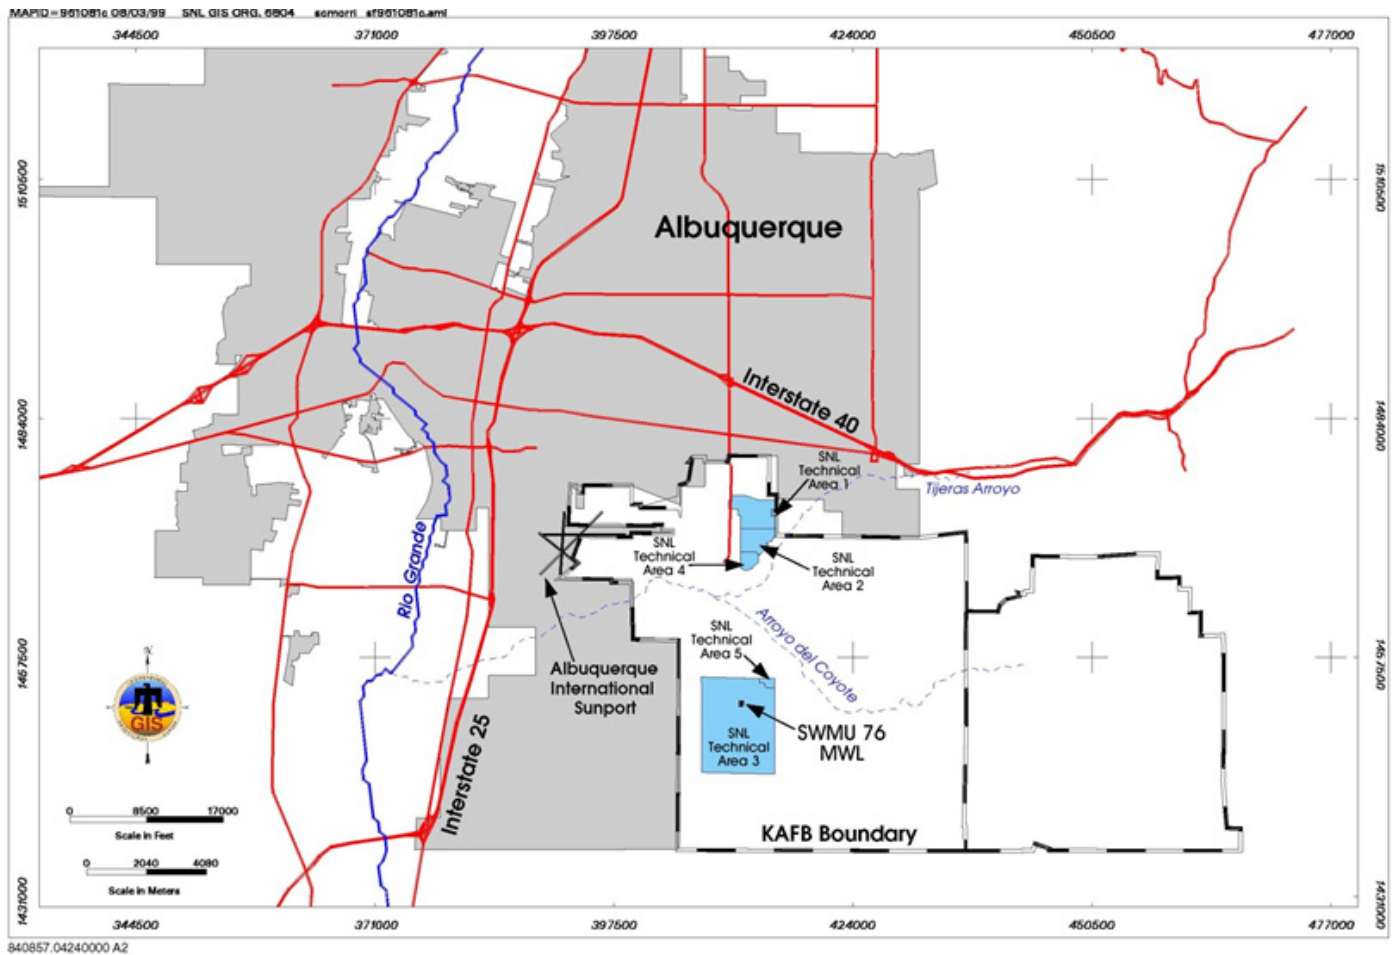 MAPID=961081c 08/03/99 SNL GIS ORG. 6804 scmorri sf961081c.aml
344500 371000 397500 424000 450500 477000
1510500 1510500
Albuquerque
Interstate 40
1484000 1484000
SNL
Technical
Area 1
Tijeras Arroyo
Rio Grande
SNL
Technical
Area 4
SNL
Technical
Area 2
Arroyo del Coyote
SNL
Technical
Area 5
1457500 1457500
Albuquerque
International
Sunport
N
GIS
Interstate 25
SWMU 76
MWL
SNL
Technical
Area 3
0 8500 17000
Scale in Feet
KAFB Boundary
0 2040 4080
Scale in Meters
1431000 1431000
344500 371000 397500 424000 450500 477000
840857.04240000 A2